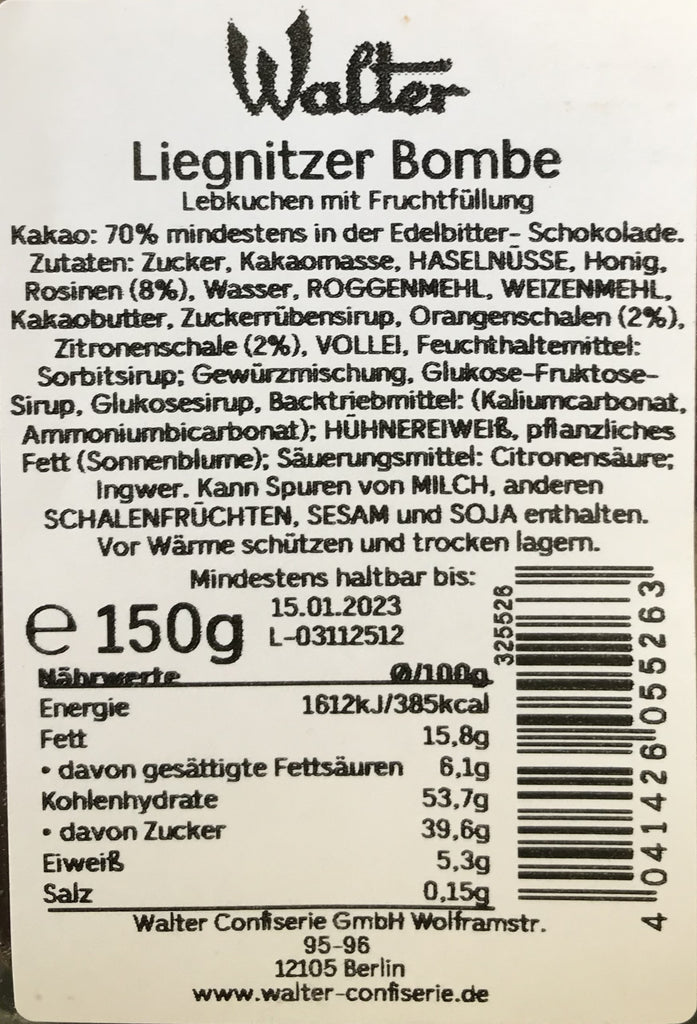 Walter
Liegnitzer Bombe
Lebkuchen mit Fruchtfüllung
Kakao: 70% mindestens in der Edelbitter- Schokolade.
Zutaten: Zucker, Kakaomasse, HASELNÜSSE, Honig,
Rosinen (8%), Wasser, ROGGENMEHL, WEIZENMEHL,
Kakaobutter, Zuckerrübensirup, Orangenschalen (2%),
Zitronenschale (2%), VOLLEI, Feuchthaltemittel:
Sorbitsirup; Gewürzmischung, Glukose-Fruktose-
Sirup, Glukosesirup, Backtriebmittel: (Kaliumcarbonat,
Ammoniumbicarbonat); HÜHNEREIWEIß, pflanzliches
Fett (Sonnenblume); Säuerungsmittel: Citronensäure;
Ingwer. Kann Spuren von MILCH, anderen
SCHALENFRÜCHTEN, SESAM und SOJA enthalten.
Vor Wärme schützen und trocken lagern.
Mindestens haltbar bis:
e 150g 15.01.2023
L-03112512
325526
4041426055263
Nährwerte Ø/100g
Energie 1612kJ/385kcal
Fett 15,8g
• davon gesättigte Fettsäuren 6,1g
Kohlenhydrate 53,7g
• davon Zucker 39,6g
Eiweiß 5,3g
Salz 0,15g
Walter Confiserie GmbH Wolframstr.
95-96
12105 Berlin
www.walter-confiserie.de